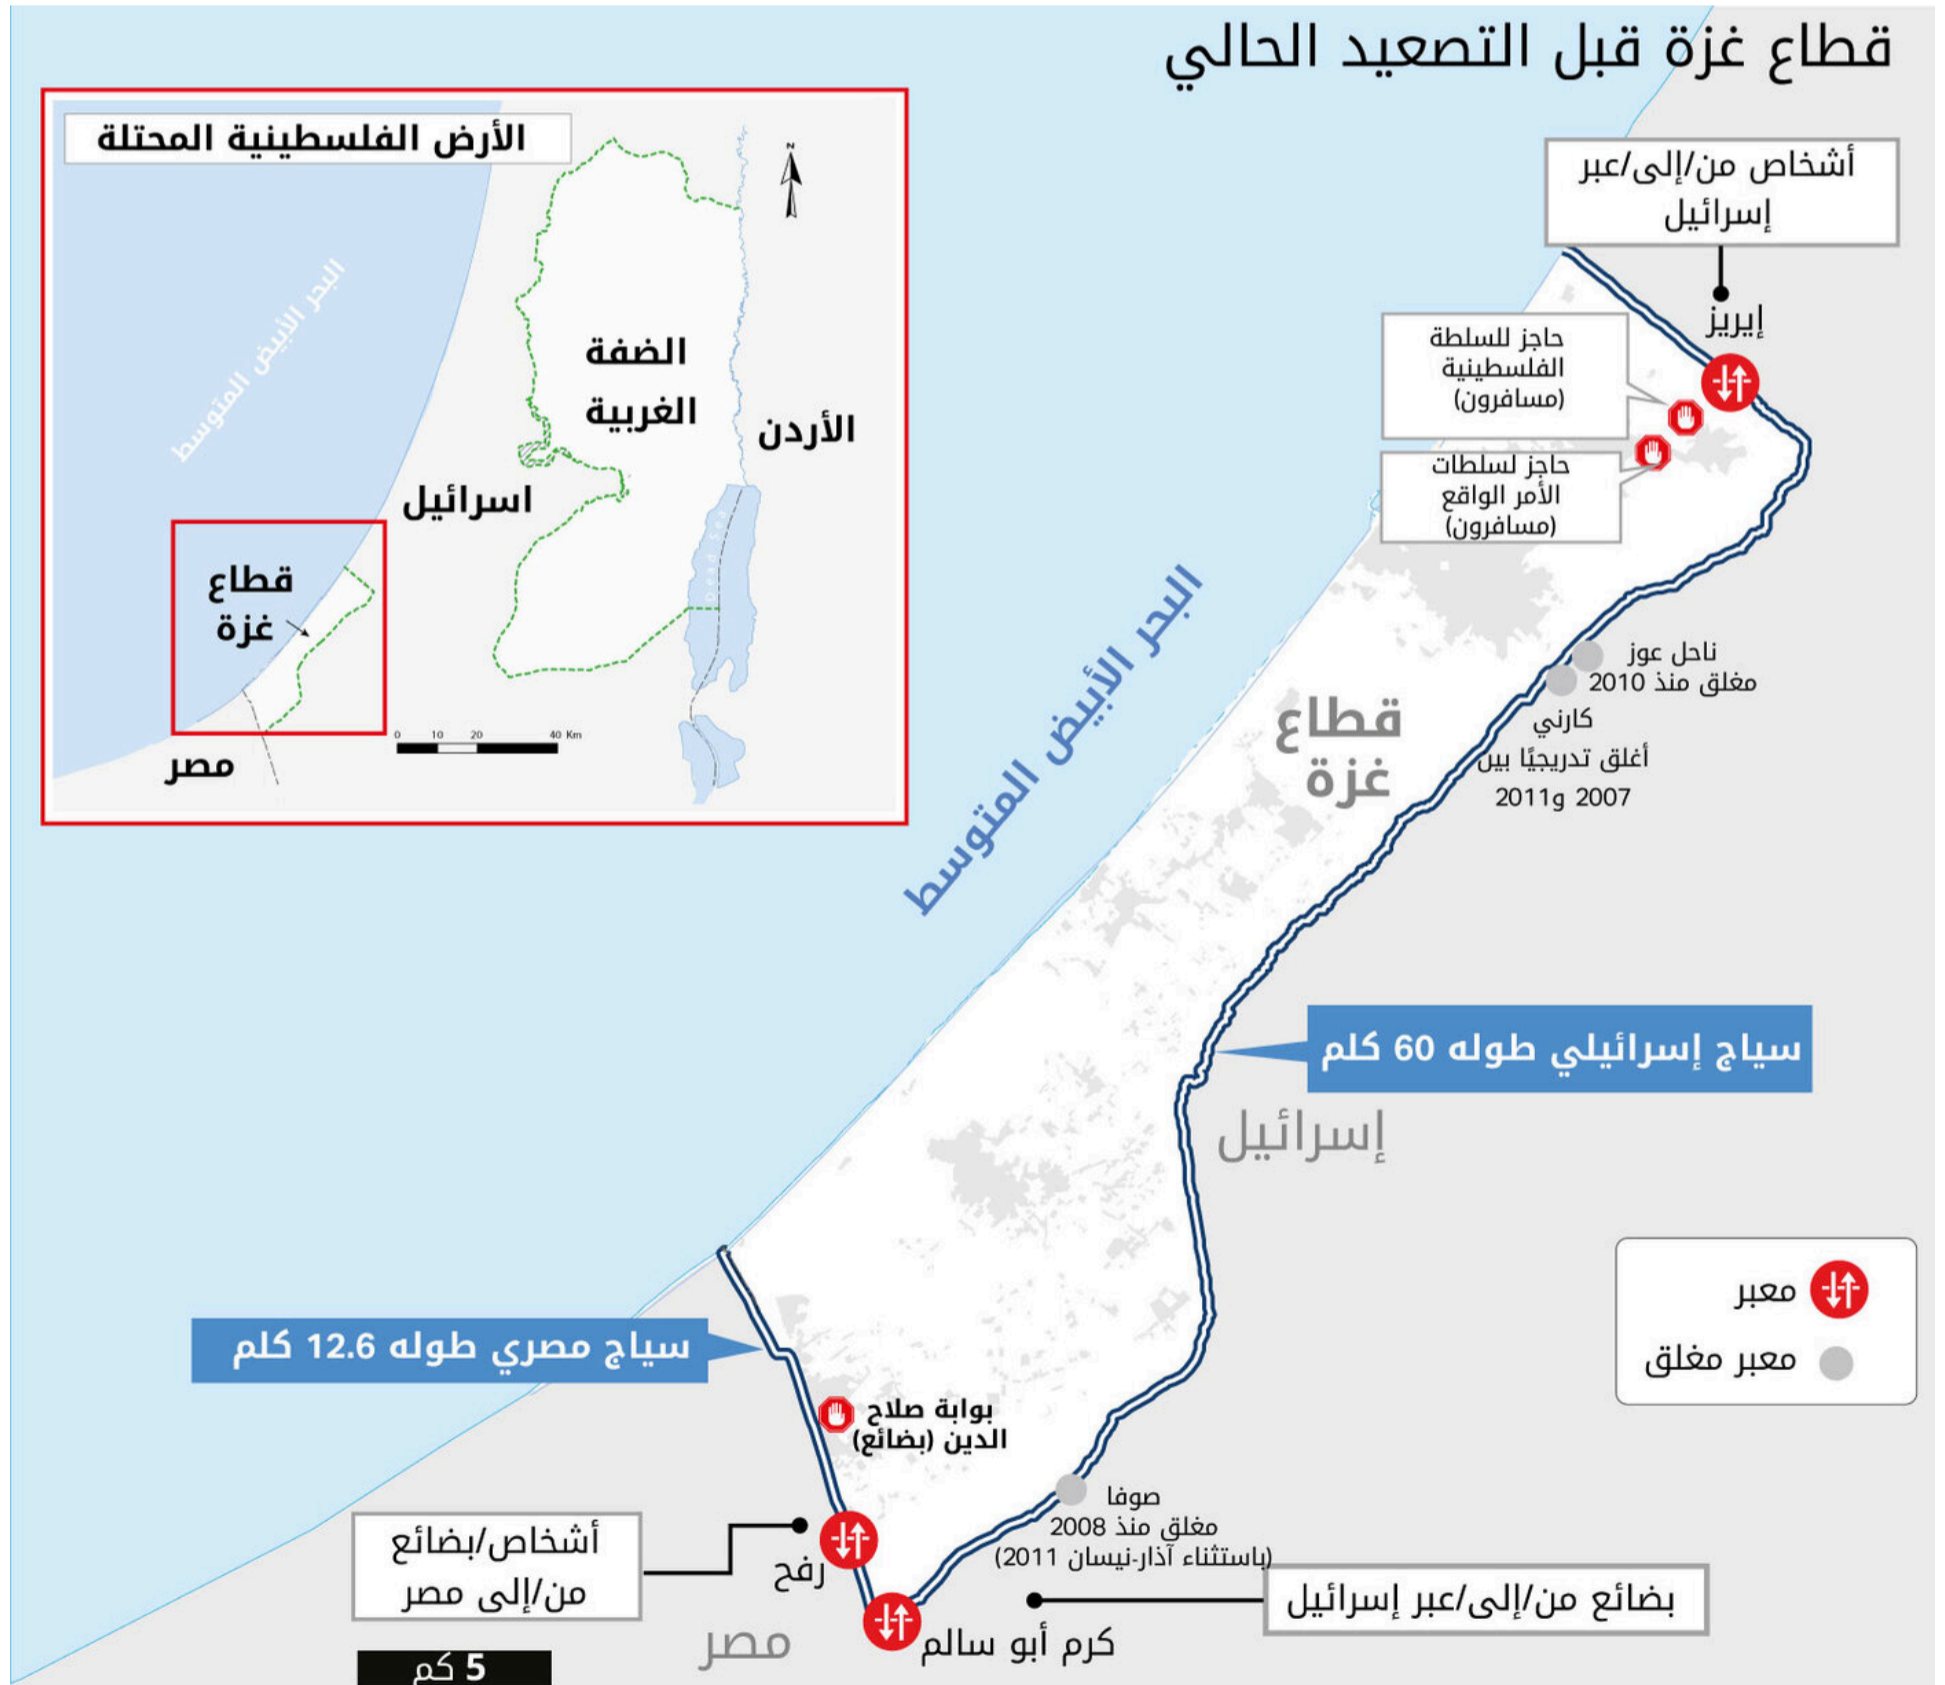 قطاع غزة قبل التصعيد الحالي
الأرض الفلسطينية المحتلة
N
البحر الأبيض المتوسط
الضفة
الغربية
الأردن
اسرائيل
Dead Sea
قطاع
غزة
مصر
0 10 20 40 Km
أشخاص من/إلى/عبر
إسرائيل
إيريز
حاجز للسلطة
الفلسطينية
(مسافرون)
حاجز لسلطات
الأمر الواقع
(مسافرون)
البحر الأبيض المتوسط
ناحل عوز
مغلق منذ 2010
كارني
أغلق تدريجيًا بين
2007 و2011
قطاع
غزة
سياج إسرائيلي طوله 60 كلم
إسرائيل
معبر
معبر مغلق
سياج مصري طوله 12.6 كلم
بوابة صلاح
الدين (بضائع)
صوفا
مغلق منذ 2008
(باستثناء آذار-نيسان 2011)
أشخاص/بضائع
من/إلى مصر
رفح
بضائع من/إلى/عبر إسرائيل
كرم أبو سالم
مصر
5 كم